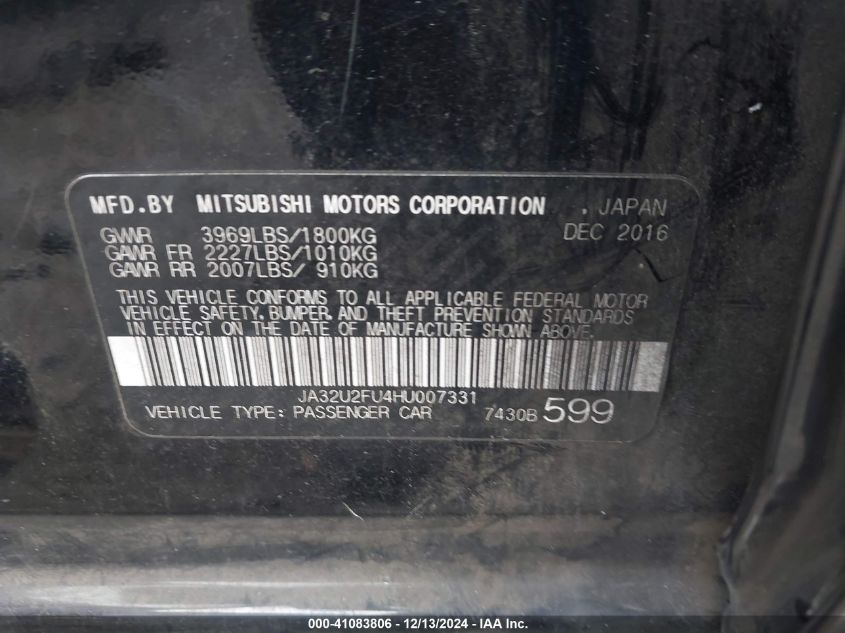 MFD.BY MITSUBISHI MOTORS CORPORATION , JAPAN
GVWR 3969LBS/1800KG DEC 2016
GAWR FR 2227LBS/1010KG
GAWR RR 2007LBS/ 910KG
THIS VEHICLE CONFORMS TO ALL APPLICABLE FEDERAL MOTOR
VEHICLE SAFETY, BUMPER, AND THEFT PREVENTION STANDARDS
IN EFFECT ON THE DATE OF MANUFACTURE SHOWN ABOVE.
JA32U2FU4HU007331
VEHICLE TYPE: PASSENGER CAR 7430B 599
000-41083806 - 12/13/2024 - IAA Inc.